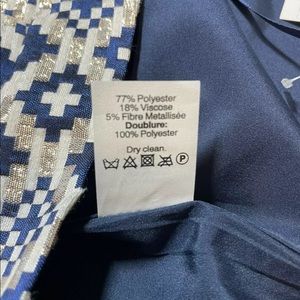 77% Polyester
18% Viscose
5% Fibre Metallisée
Doublure:
100% Polyester
Dry clean.
P